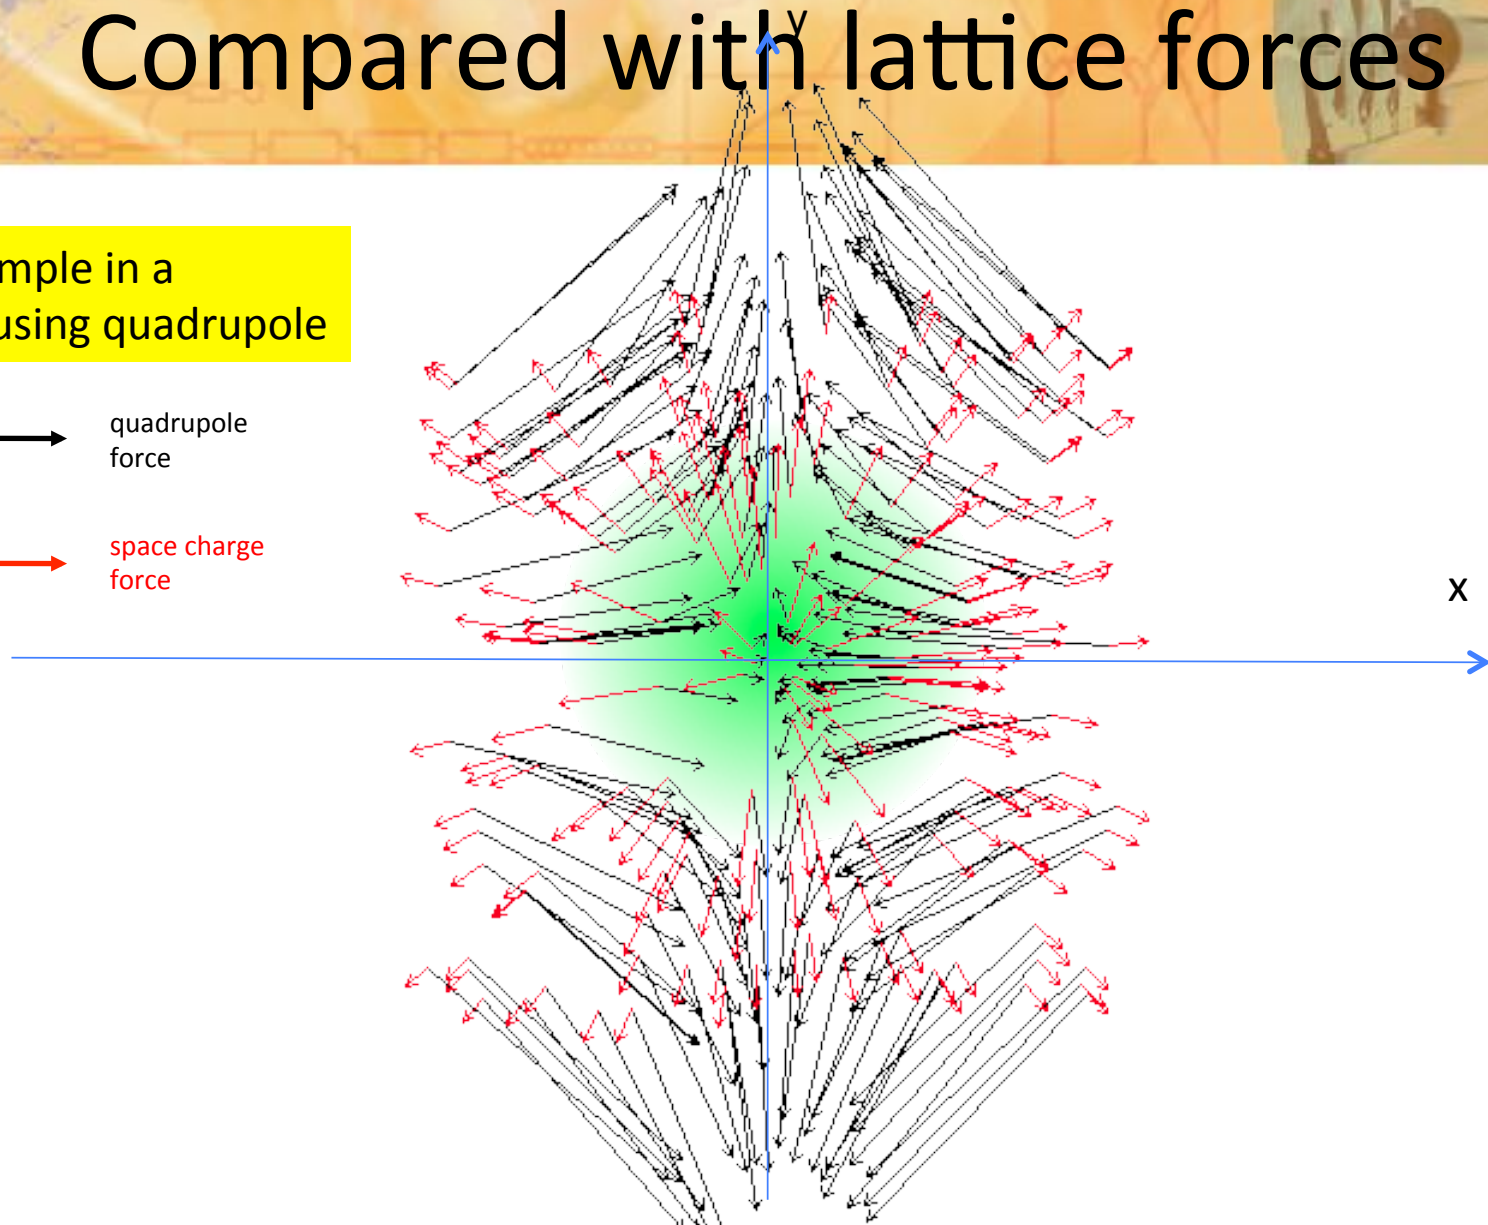 Compared with lattice forces
y
mple in a
using quadrupole
quadrupole
force
space charge
force
x